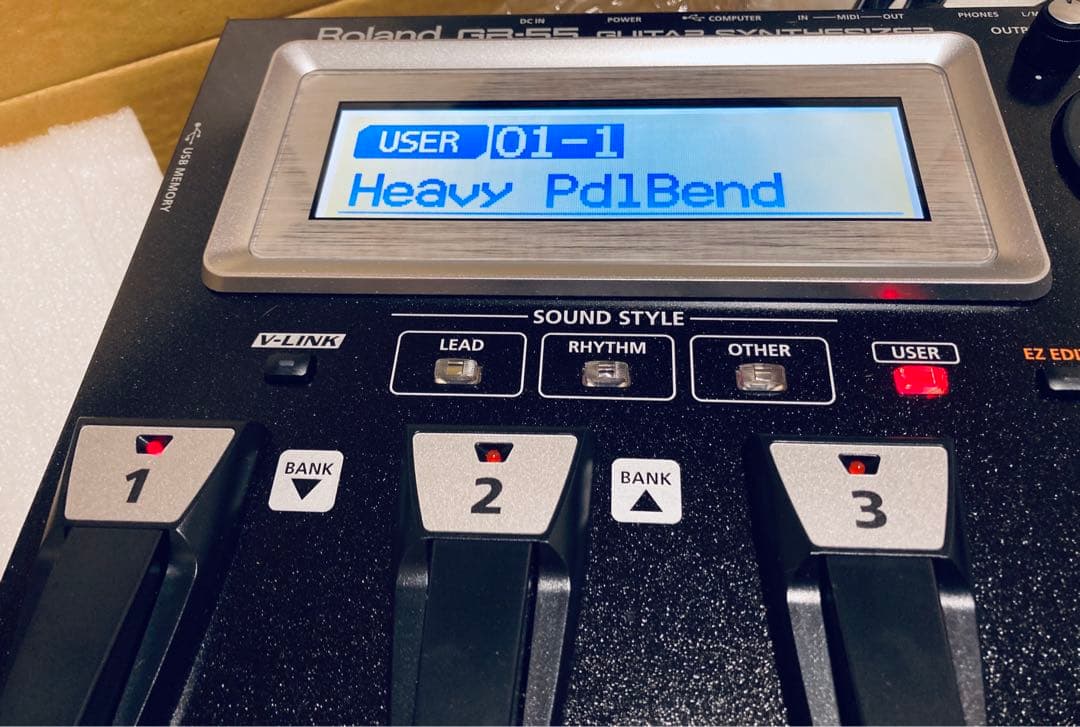 DC IN POWER COMPUTER IN MIDI OUT PHONES
Roland GR-55 GUITAR SYNTHESIZER
USB MEMORY
USER 01-1
Heavy PdlBend
SOUND STYLE
V-LINK
LEAD
RHYTHM
OTHER
USER
1
BANK
2
BANK
3